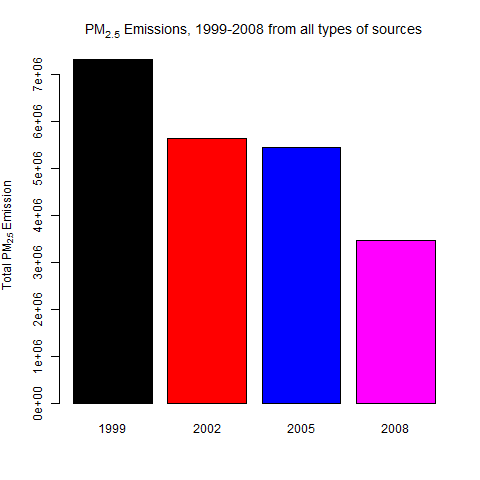 PM2.5 Emissions, 1999-2008 from all types of sources
Total PM2.5 Emission
7e+06
6e+06
5e+06
4e+06
3e+06
2e+06
1e+06
0e+00
1999 2002 2005 2008